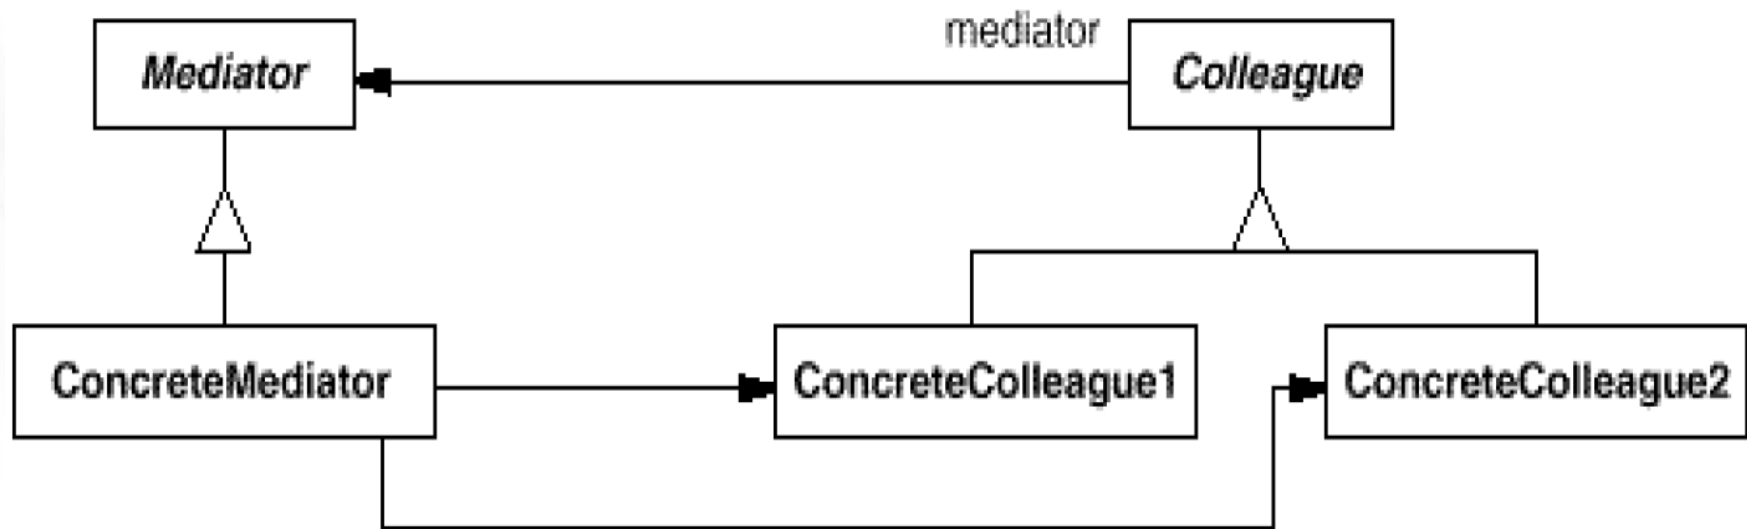 mediator
Mediator
Colleague
ConcreteMediator
ConcreteColleague1
ConcreteColleague2